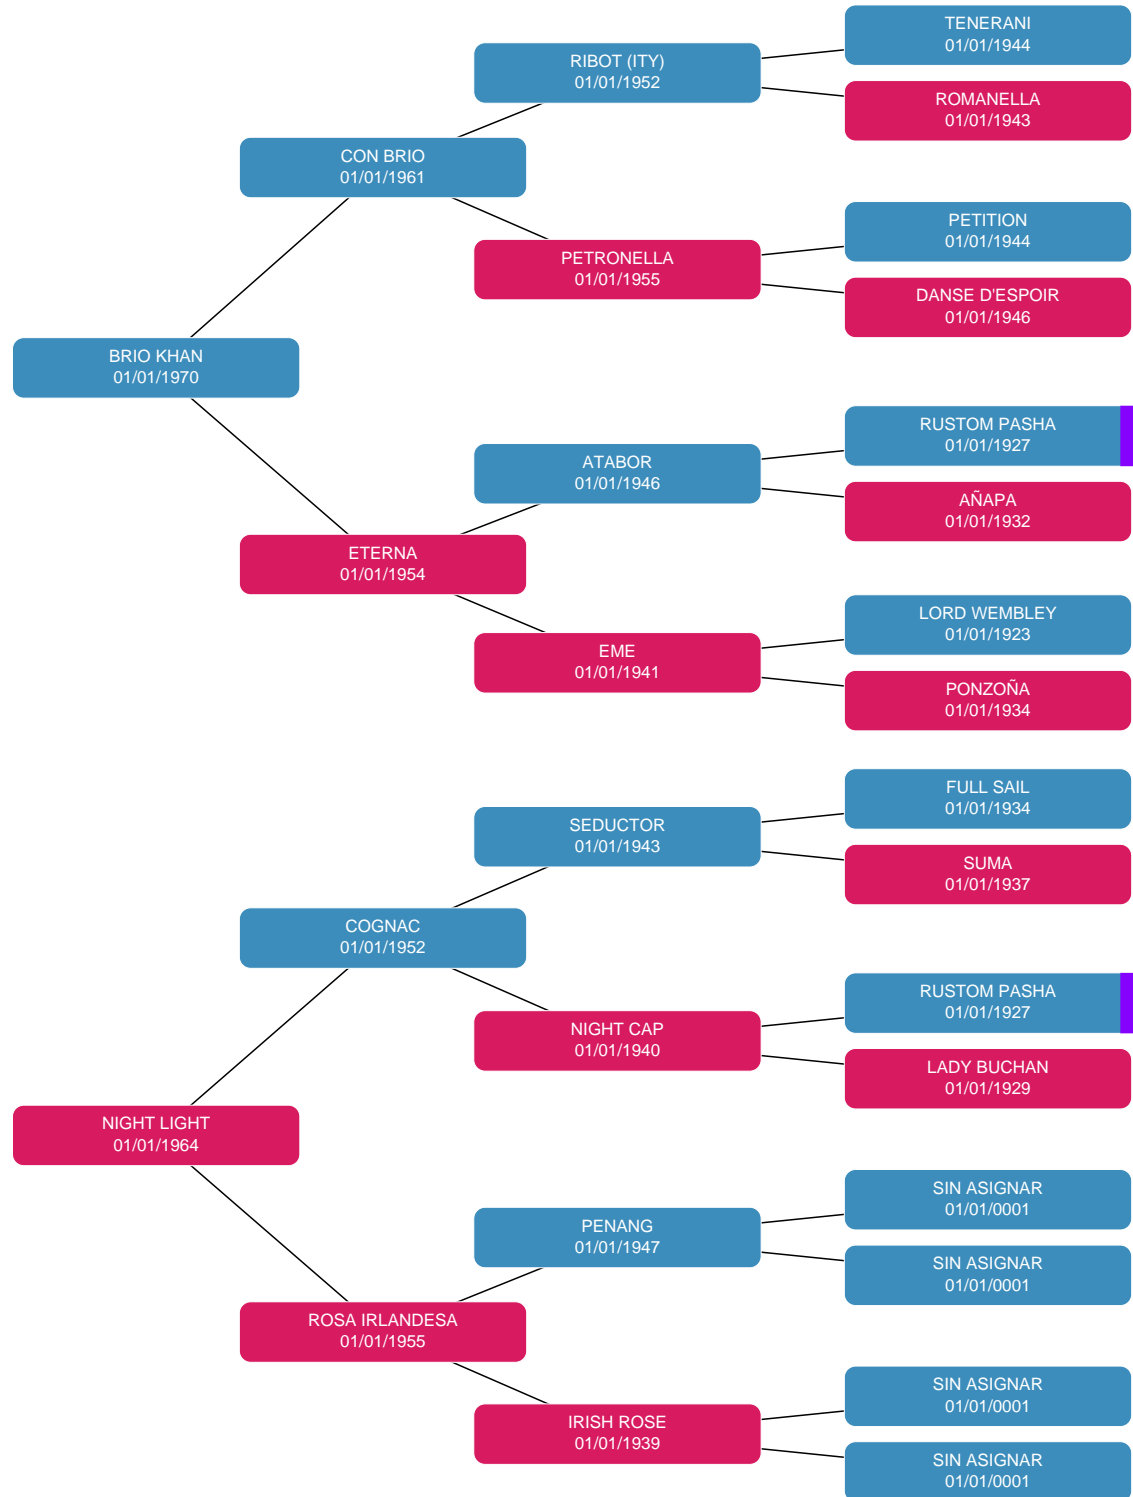 TENERANI
01/01/1944
RIBOT (ITY)
01/01/1952
ROMANELLA
01/01/1943
CON BRIO
01/01/1961
PETITION
01/01/1944
PETRONELLA
01/01/1955
DANSE D'ESPOIR
01/01/1946
BRIO KHAN
01/01/1970
RUSTOM PASHA
01/01/1927
ATABOR
01/01/1946
AÑAPA
01/01/1932
ETERNA
01/01/1954
LORD WEMBLEY
01/01/1923
EME
01/01/1941
PONZOÑA
01/01/1934
FULL SAIL
01/01/1934
SEDUCTOR
01/01/1943
SUMA
01/01/1937
COGNAC
01/01/1952
RUSTOM PASHA
01/01/1927
NIGHT CAP
01/01/1940
LADY BUCHAN
01/01/1929
NIGHT LIGHT
01/01/1964
SIN ASIGNAR
01/01/0001
PENANG
01/01/1947
SIN ASIGNAR
01/01/0001
ROSA IRLANDESA
01/01/1955
SIN ASIGNAR
01/01/0001
IRISH ROSE
01/01/1939
SIN ASIGNAR
01/01/0001